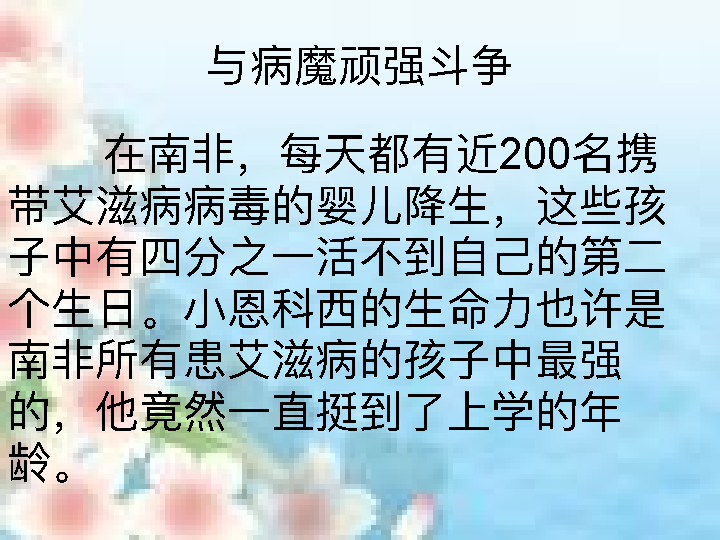 与病魔顽强斗争
在南非，每天都有近200名携
带艾滋病病毒的婴儿降生，这些孩
子中有四分之一活不到自己的第二
个生日。小恩科西的生命力也许是
南非所有患艾滋病的孩子中最强
的，他竟然一直挺到了上学的年
龄。